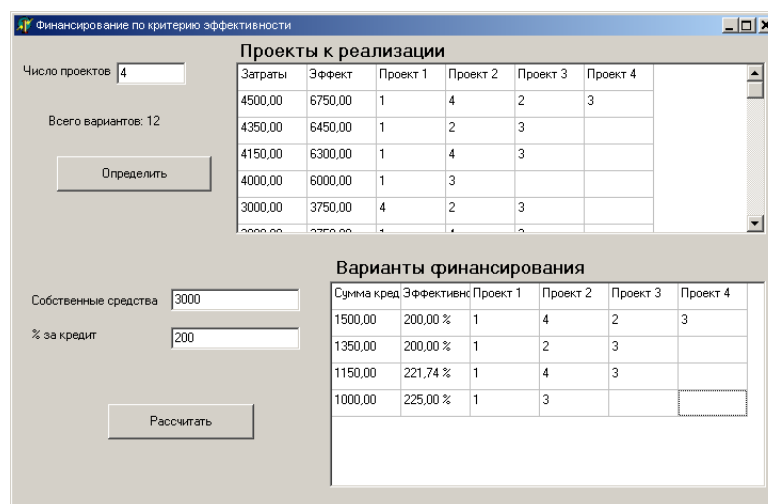 Финансирование по критерию эффективности
Проекты к реализации
Число проектов 4
Затраты Эффект Проект 1 Проект 2 Проект 3 Проект 4
4500,00 6750,00 1 4 2 3
Всего вариантов: 12
4350,00 6450,00 1 2 3
4150,00 6300,00 1 4 3
Определить
4000,00 6000,00 1 3
3000,00 3750,00 4 2 3
Варианты финансирования
Собственные средства 3000
Сумма кред Эффективно Проект 1 Проект 2 Проект 3 Проект 4
1500,00 200,00 % 1 4 2 3
% за кредит 200
1350,00 200,00 % 1 2 3
1150,00 221,74 % 1 4 3
1000,00 225,00 % 1 3
Рассчитать